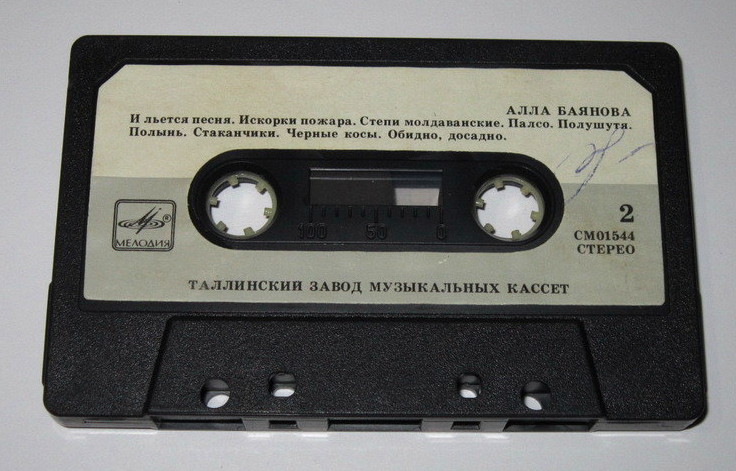 АЛЛА БАЯНОВА
И льется песня. Искорки пожара. Степи молдаванские. Палсо. Полушутя.
Полынь. Стаканчики. Черные косы. Обидно, досадно.
®
МЕЛОДИЯ
100 50 0
2
СМ01544
СТЕРЕО
ТАЛЛИНСКИЙ ЗАВОД МУЗЫКАЛЬНЫХ КАССЕТ